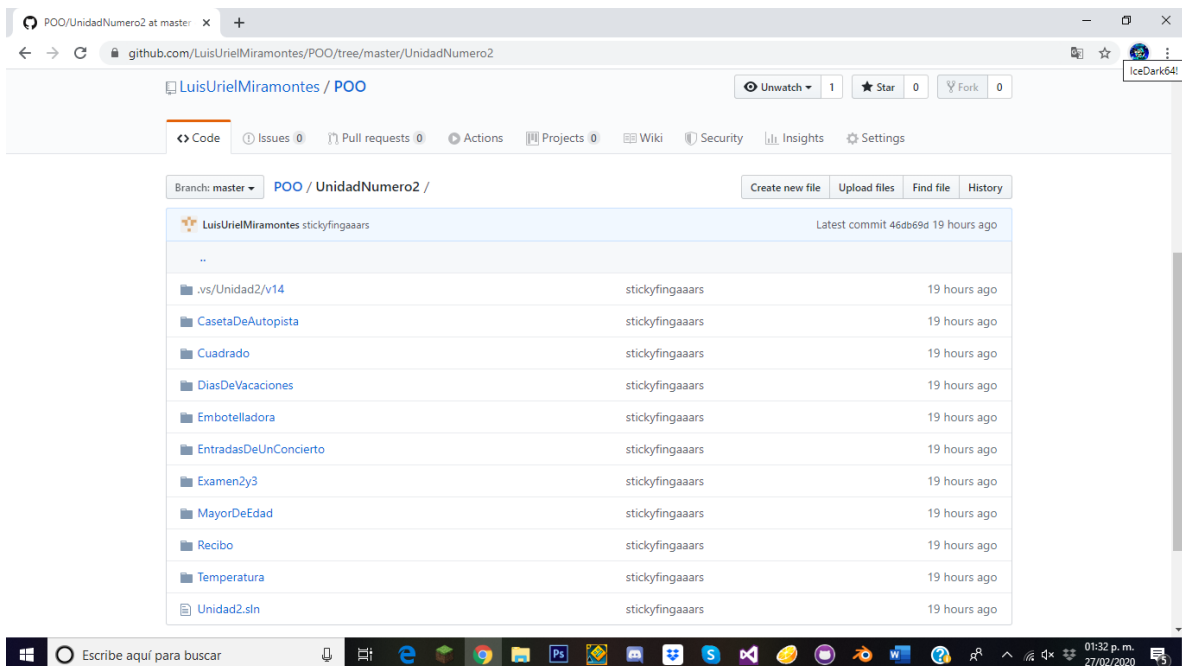 POO/UnidadNumero2 at master
github.com/LuisUrielMiramontes/POO/tree/master/UnidadNumero2
IceDark64!
LuisUrielMiramontes / POO
Unwatch 1 Star 0 Fork 0
Code Issues 0 Pull requests 0 Actions Projects 0 Wiki Security Insights Settings
Branch: master POO / UnidadNumero2 / Create new file Upload files Find file History
LuisUrielMiramontes stickyfingaaars Latest commit 46db69d 19 hours ago
..
.vs/Unidad2/v14 stickyfingaaars 19 hours ago
CasetaDeAutopista stickyfingaaars 19 hours ago
Cuadrado stickyfingaaars 19 hours ago
DiasDeVacaciones stickyfingaaars 19 hours ago
Embotelladora stickyfingaaars 19 hours ago
EntradasDeUnConcierto stickyfingaaars 19 hours ago
Examen2y3 stickyfingaaars 19 hours ago
MayorDeEdad stickyfingaaars 19 hours ago
Recibo stickyfingaaars 19 hours ago
Temperatura stickyfingaaars 19 hours ago
Unidad2.sln stickyfingaaars 19 hours ago
Escribe aquí para buscar Ps S W 01:32 p. m.
27/02/2020 5